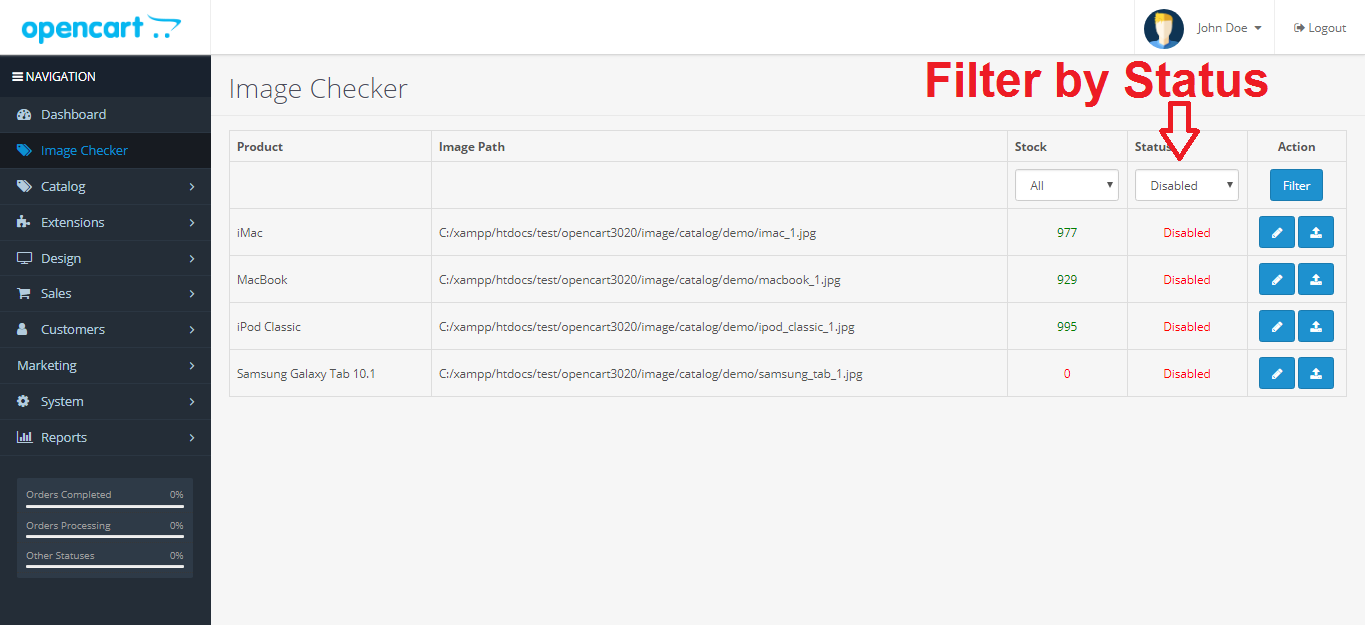 opencart
John Doe
Logout
NAVIGATION
Dashboard
Image Checker
Catalog
Extensions
Design
Sales
Customers
Marketing
System
Reports
Orders Completed 0%
Orders Processing 0%
Other Statuses 0%
Image Checker
Filter by Status
Product Image Path Stock Status Action
All Disabled Filter
iMac C:/xampp/htdocs/test/opencart3020/image/catalog/demo/imac_1.jpg 977 Disabled
MacBook C:/xampp/htdocs/test/opencart3020/image/catalog/demo/macbook_1.jpg 929 Disabled
iPod Classic C:/xampp/htdocs/test/opencart3020/image/catalog/demo/ipod_classic_1.jpg 995 Disabled
Samsung Galaxy Tab 10.1 C:/xampp/htdocs/test/opencart3020/image/catalog/demo/samsung_tab_1.jpg 0 Disabled